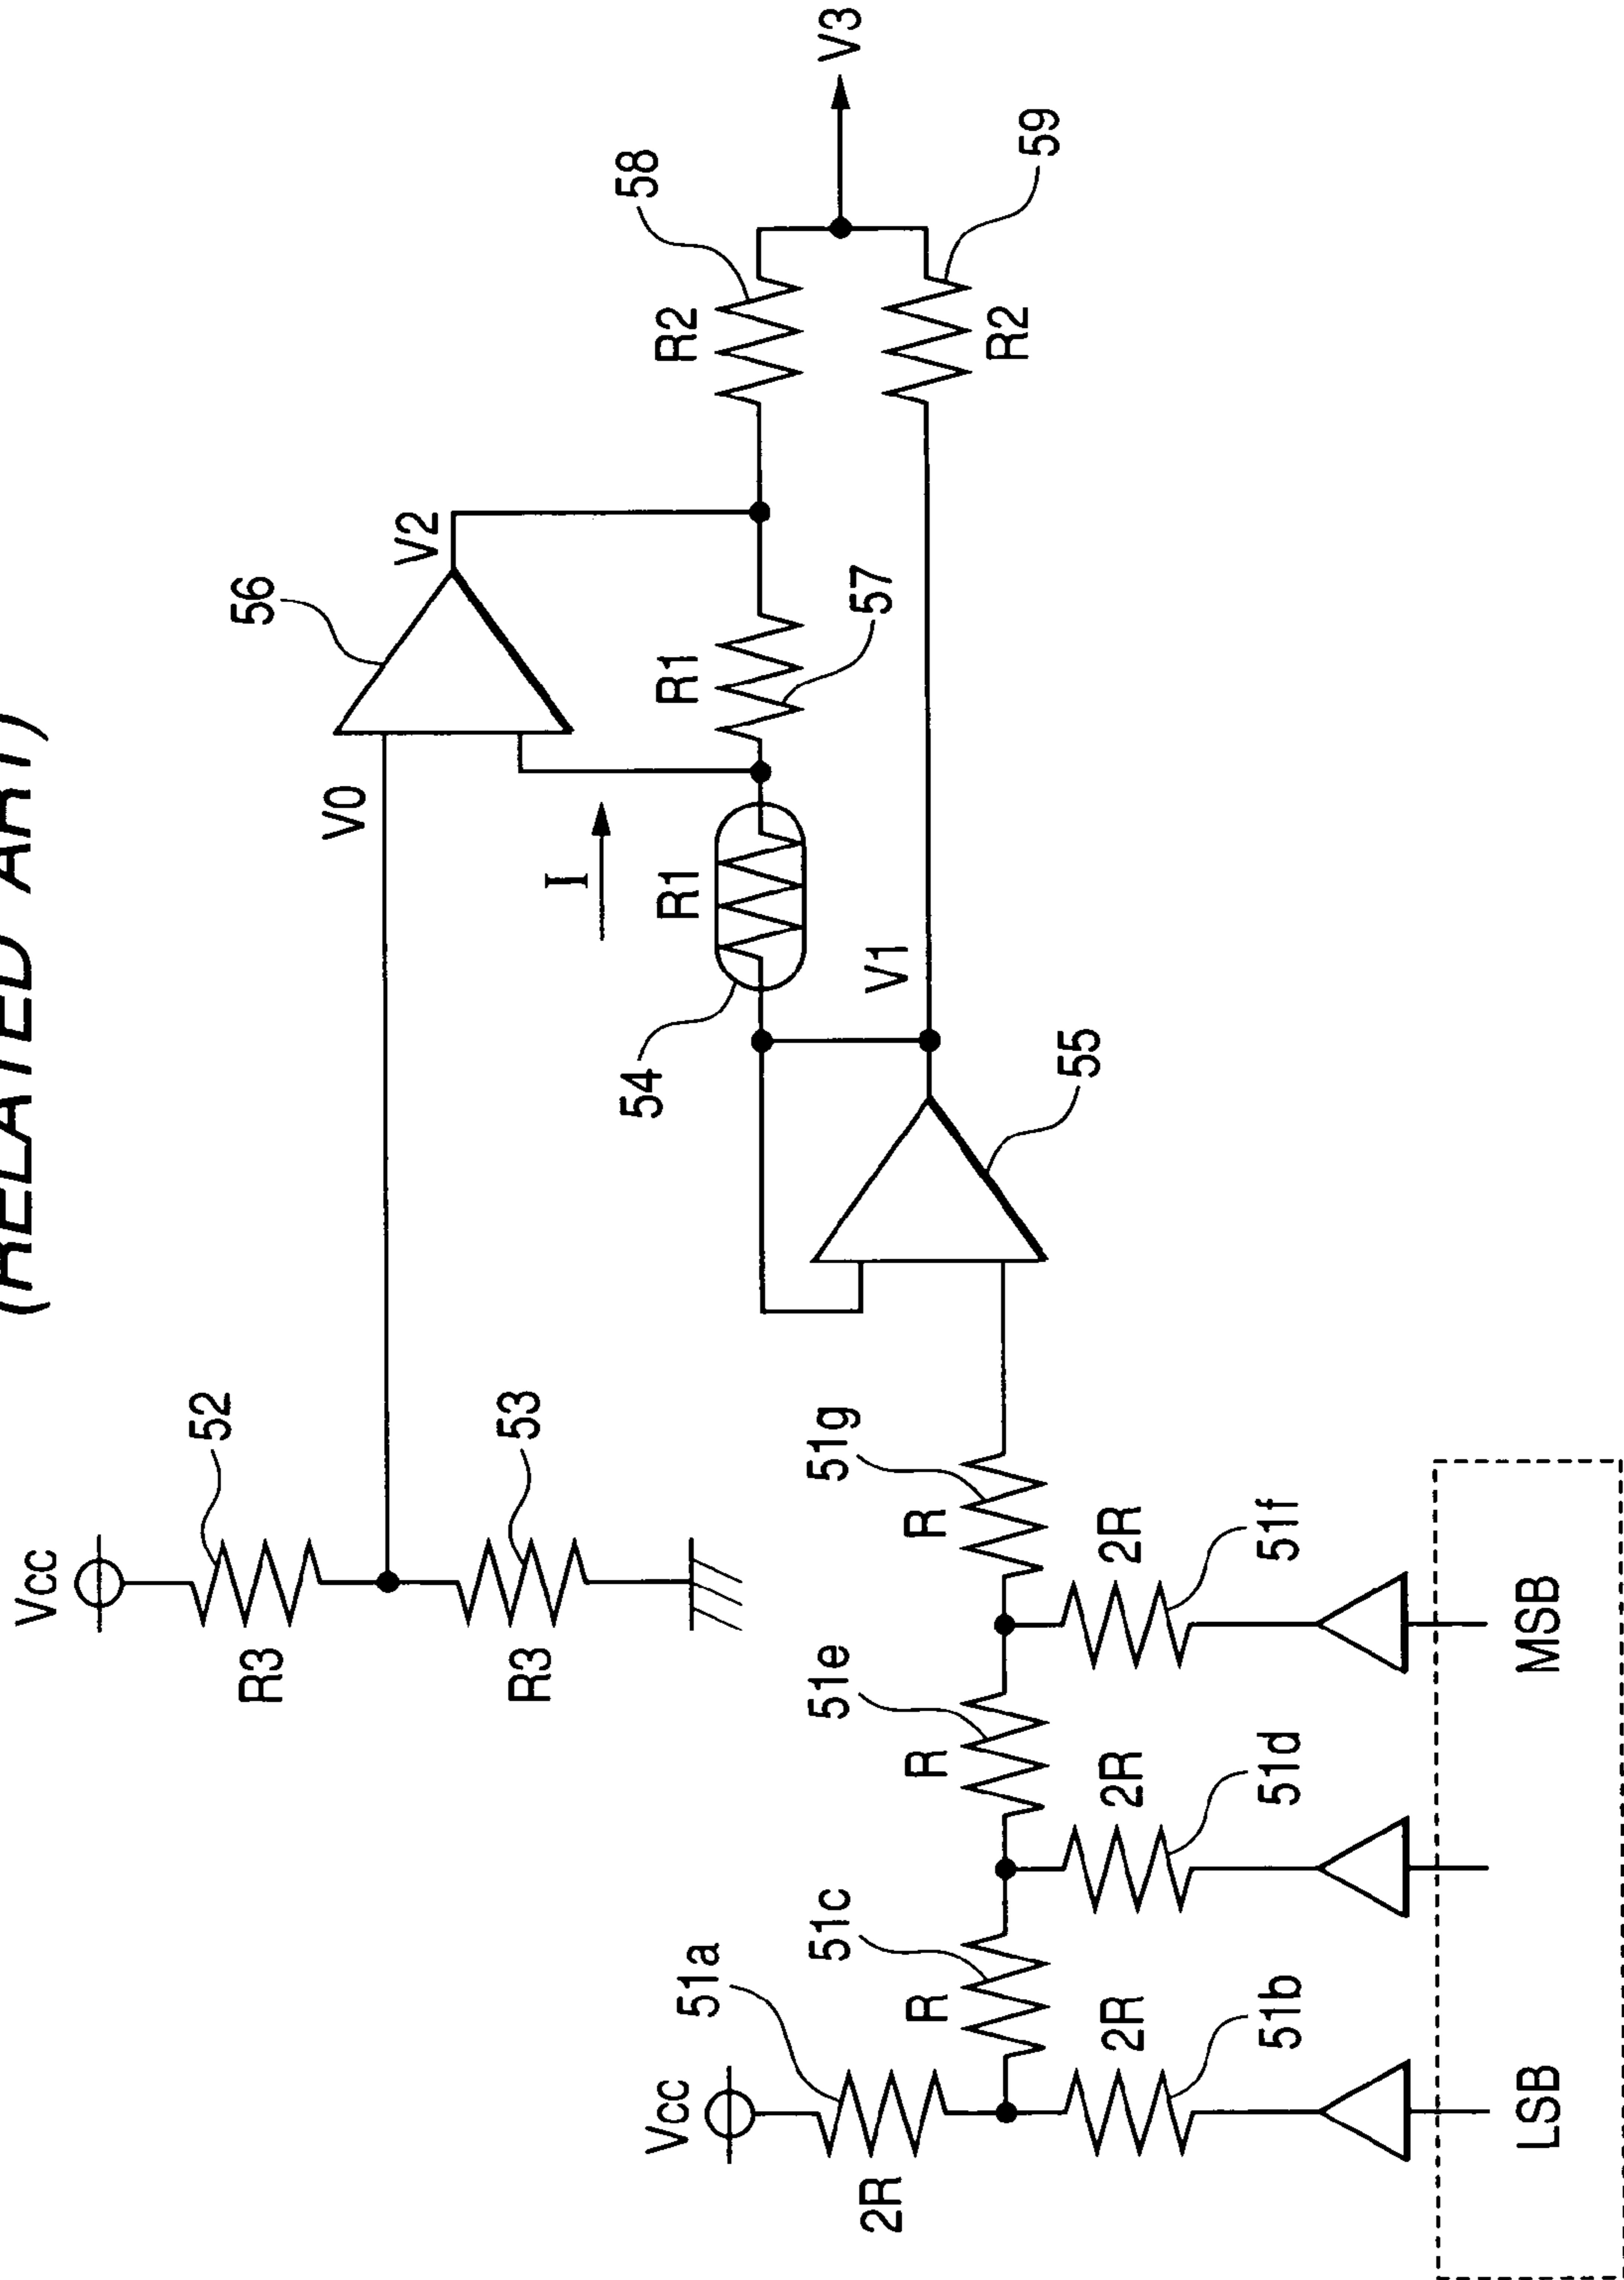 (RELATED ART)
Vcc
52
R3
53
R3
V0
56
V2
I
R1
54
R1
57
V1
55
R2
58
R2
59
V3
Vcc
51a
2R
51c
R
51e
R
51g
R
2R
51b
2R
51d
2R
51f
LSB
MSB